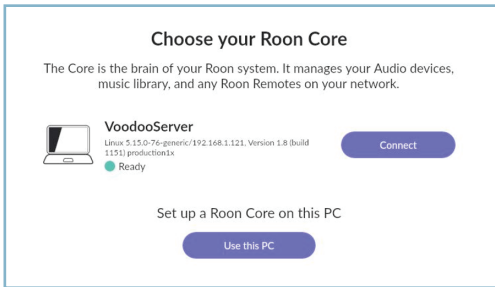 Choose your Roon Core
The Core is the brain of your Roon system. It manages your Audio devices,
music library, and any Roon Remotes on your network.
VoodooServer
Linux 5.15.0-76-generic/192.168.1.121, Version 1.8 (build
1151) production1x
Ready
Connect
Set up a Roon Core on this PC
Use this PC